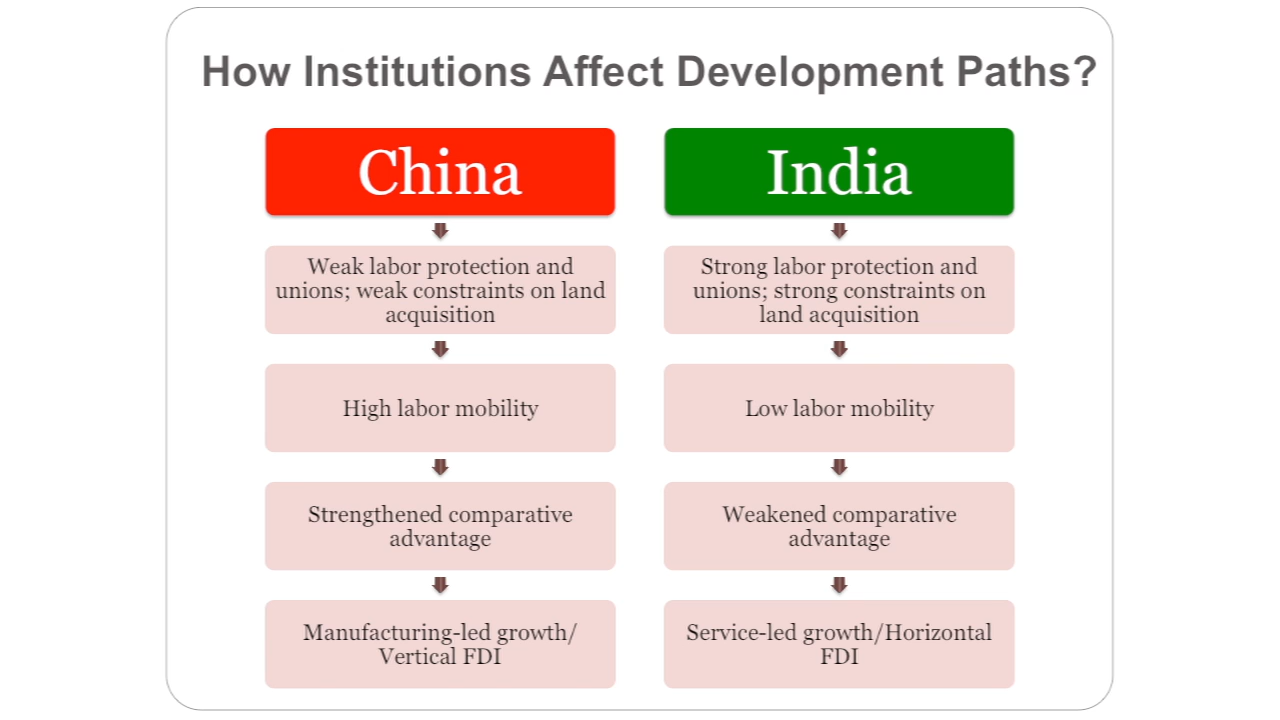 How Institutions Affect Development Paths?
China
Weak labor protection and
unions; weak constraints on land
acquisition
High labor mobility
Strengthened comparative
advantage
Manufacturing-led growth/
Vertical FDI
India
Strong labor protection and
unions; strong constraints on
land acquisition
Low labor mobility
Weakened comparative
advantage
Service-led growth/Horizontal
FDI